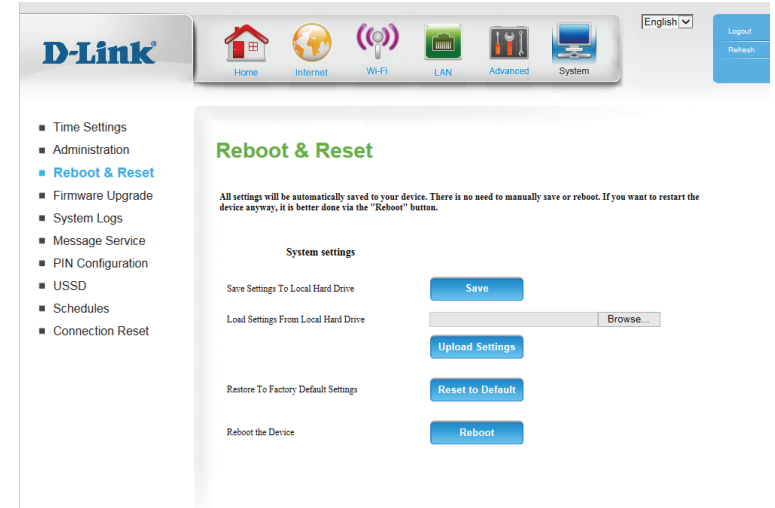 D-Link
Home
Internet
Wi-Fi
LAN
Advanced
System
English
Logout
Refresh
Time Settings
Administration
Reboot & Reset
Firmware Upgrade
System Logs
Message Service
PIN Configuration
USSD
Schedules
Connection Reset
Reboot & Reset
All settings will be automatically saved to your device. There is no need to manually save or reboot. If you want to restart the
device anyway, it is better done via the "Reboot" button.
System settings
Save Settings To Local Hard Drive
Save
Load Settings From Local Hard Drive
Browse...
Upload Settings
Restore To Factory Default Settings
Reset to Default
Reboot the Device
Reboot